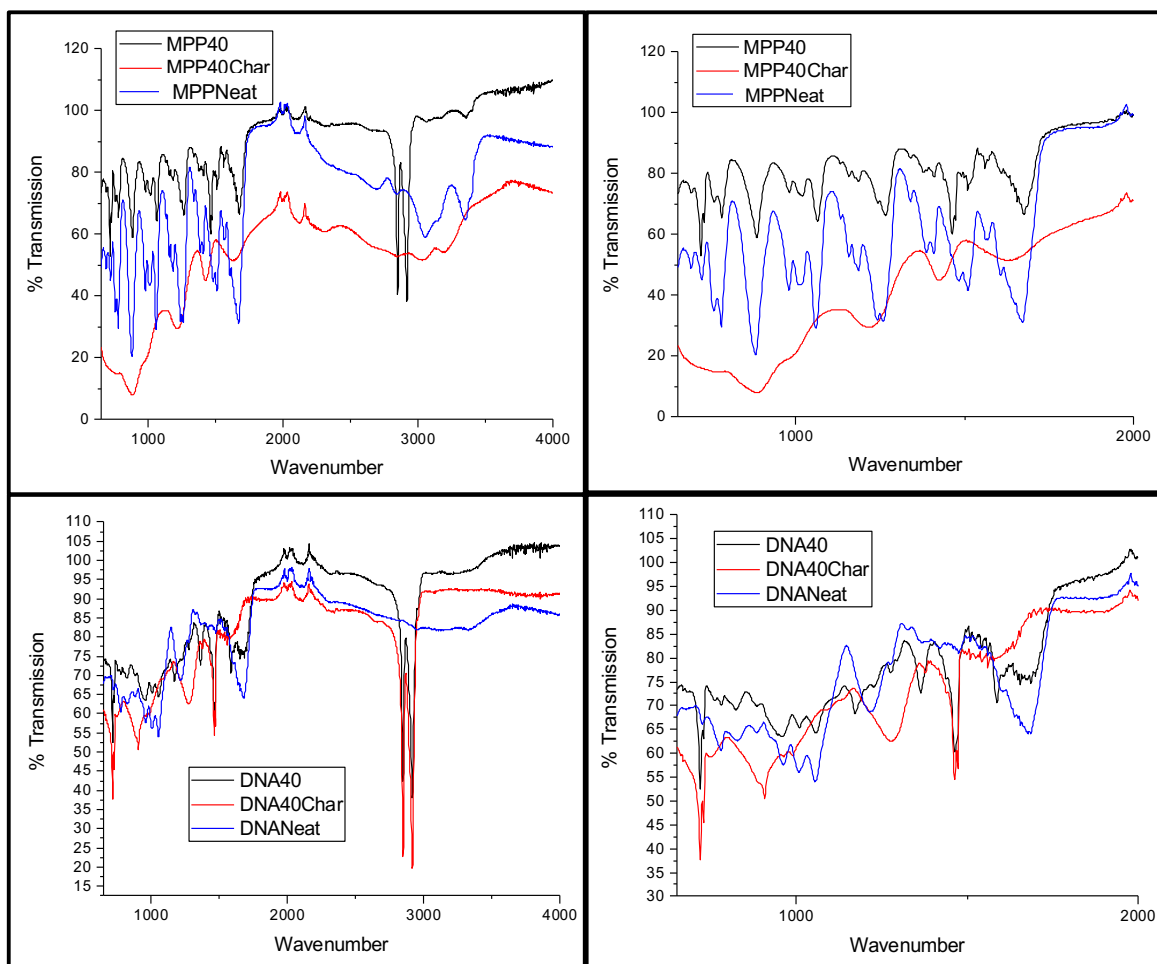 MPP40
MPP40Char
MPPNeat
120
100
80
60
40
20
0
% Transmission
1000 2000 3000 4000
Wavenumber
MPP40
MPP40Char
MPPNeat
120
100
80
60
40
20
0
% Transmission
1000 2000
Wavenumber
110
105
100
95
90
85
80
75
70
65
60
55
50
45
40
35
30
25
20
15
% Transmission
DNA40
DNA40Char
DNANeat
1000 2000 3000 4000
Wavenumber
DNA40
DNA40Char
DNANeat
110
105
100
95
90
85
80
75
70
65
60
55
50
45
40
35
30
% Transmission
1000 2000
Wavenumber